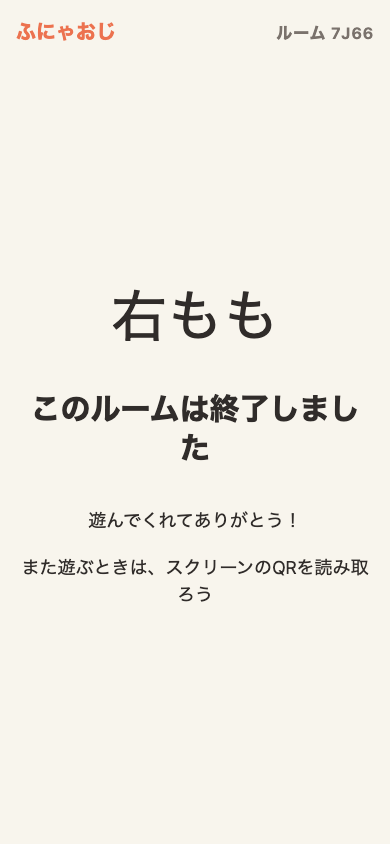 ふにゃおじ
ルーム 7J66
右もも
このルームは終了しまし
た
遊んでくれてありがとう！
また遊ぶときは、スクリーンのQRを読み取
ろう